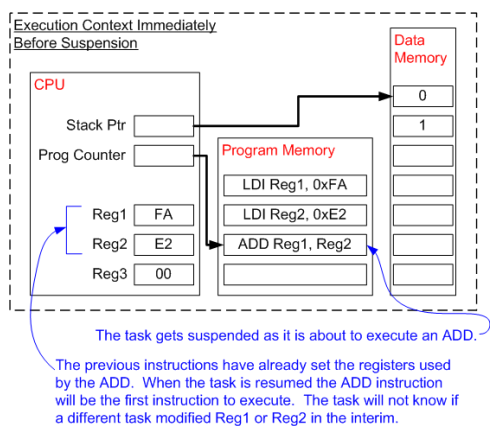 Execution Context Immediately
Before Suspension
Data
Memory
CPU
0
Stack Ptr
1
Prog Counter
Program Memory
LDI Reg1, 0xFA
Reg1 FA
LDI Reg2, 0xE2
Reg2 E2
ADD Reg1, Reg2
Reg3 00
The task gets suspended as it is about to execute an ADD.
The previous instructions have already set the registers used
by the ADD. When the task is resumed the ADD instruction
will be the first instruction to execute. The task will not know if
a different task modified Reg1 or Reg2 in the interim.